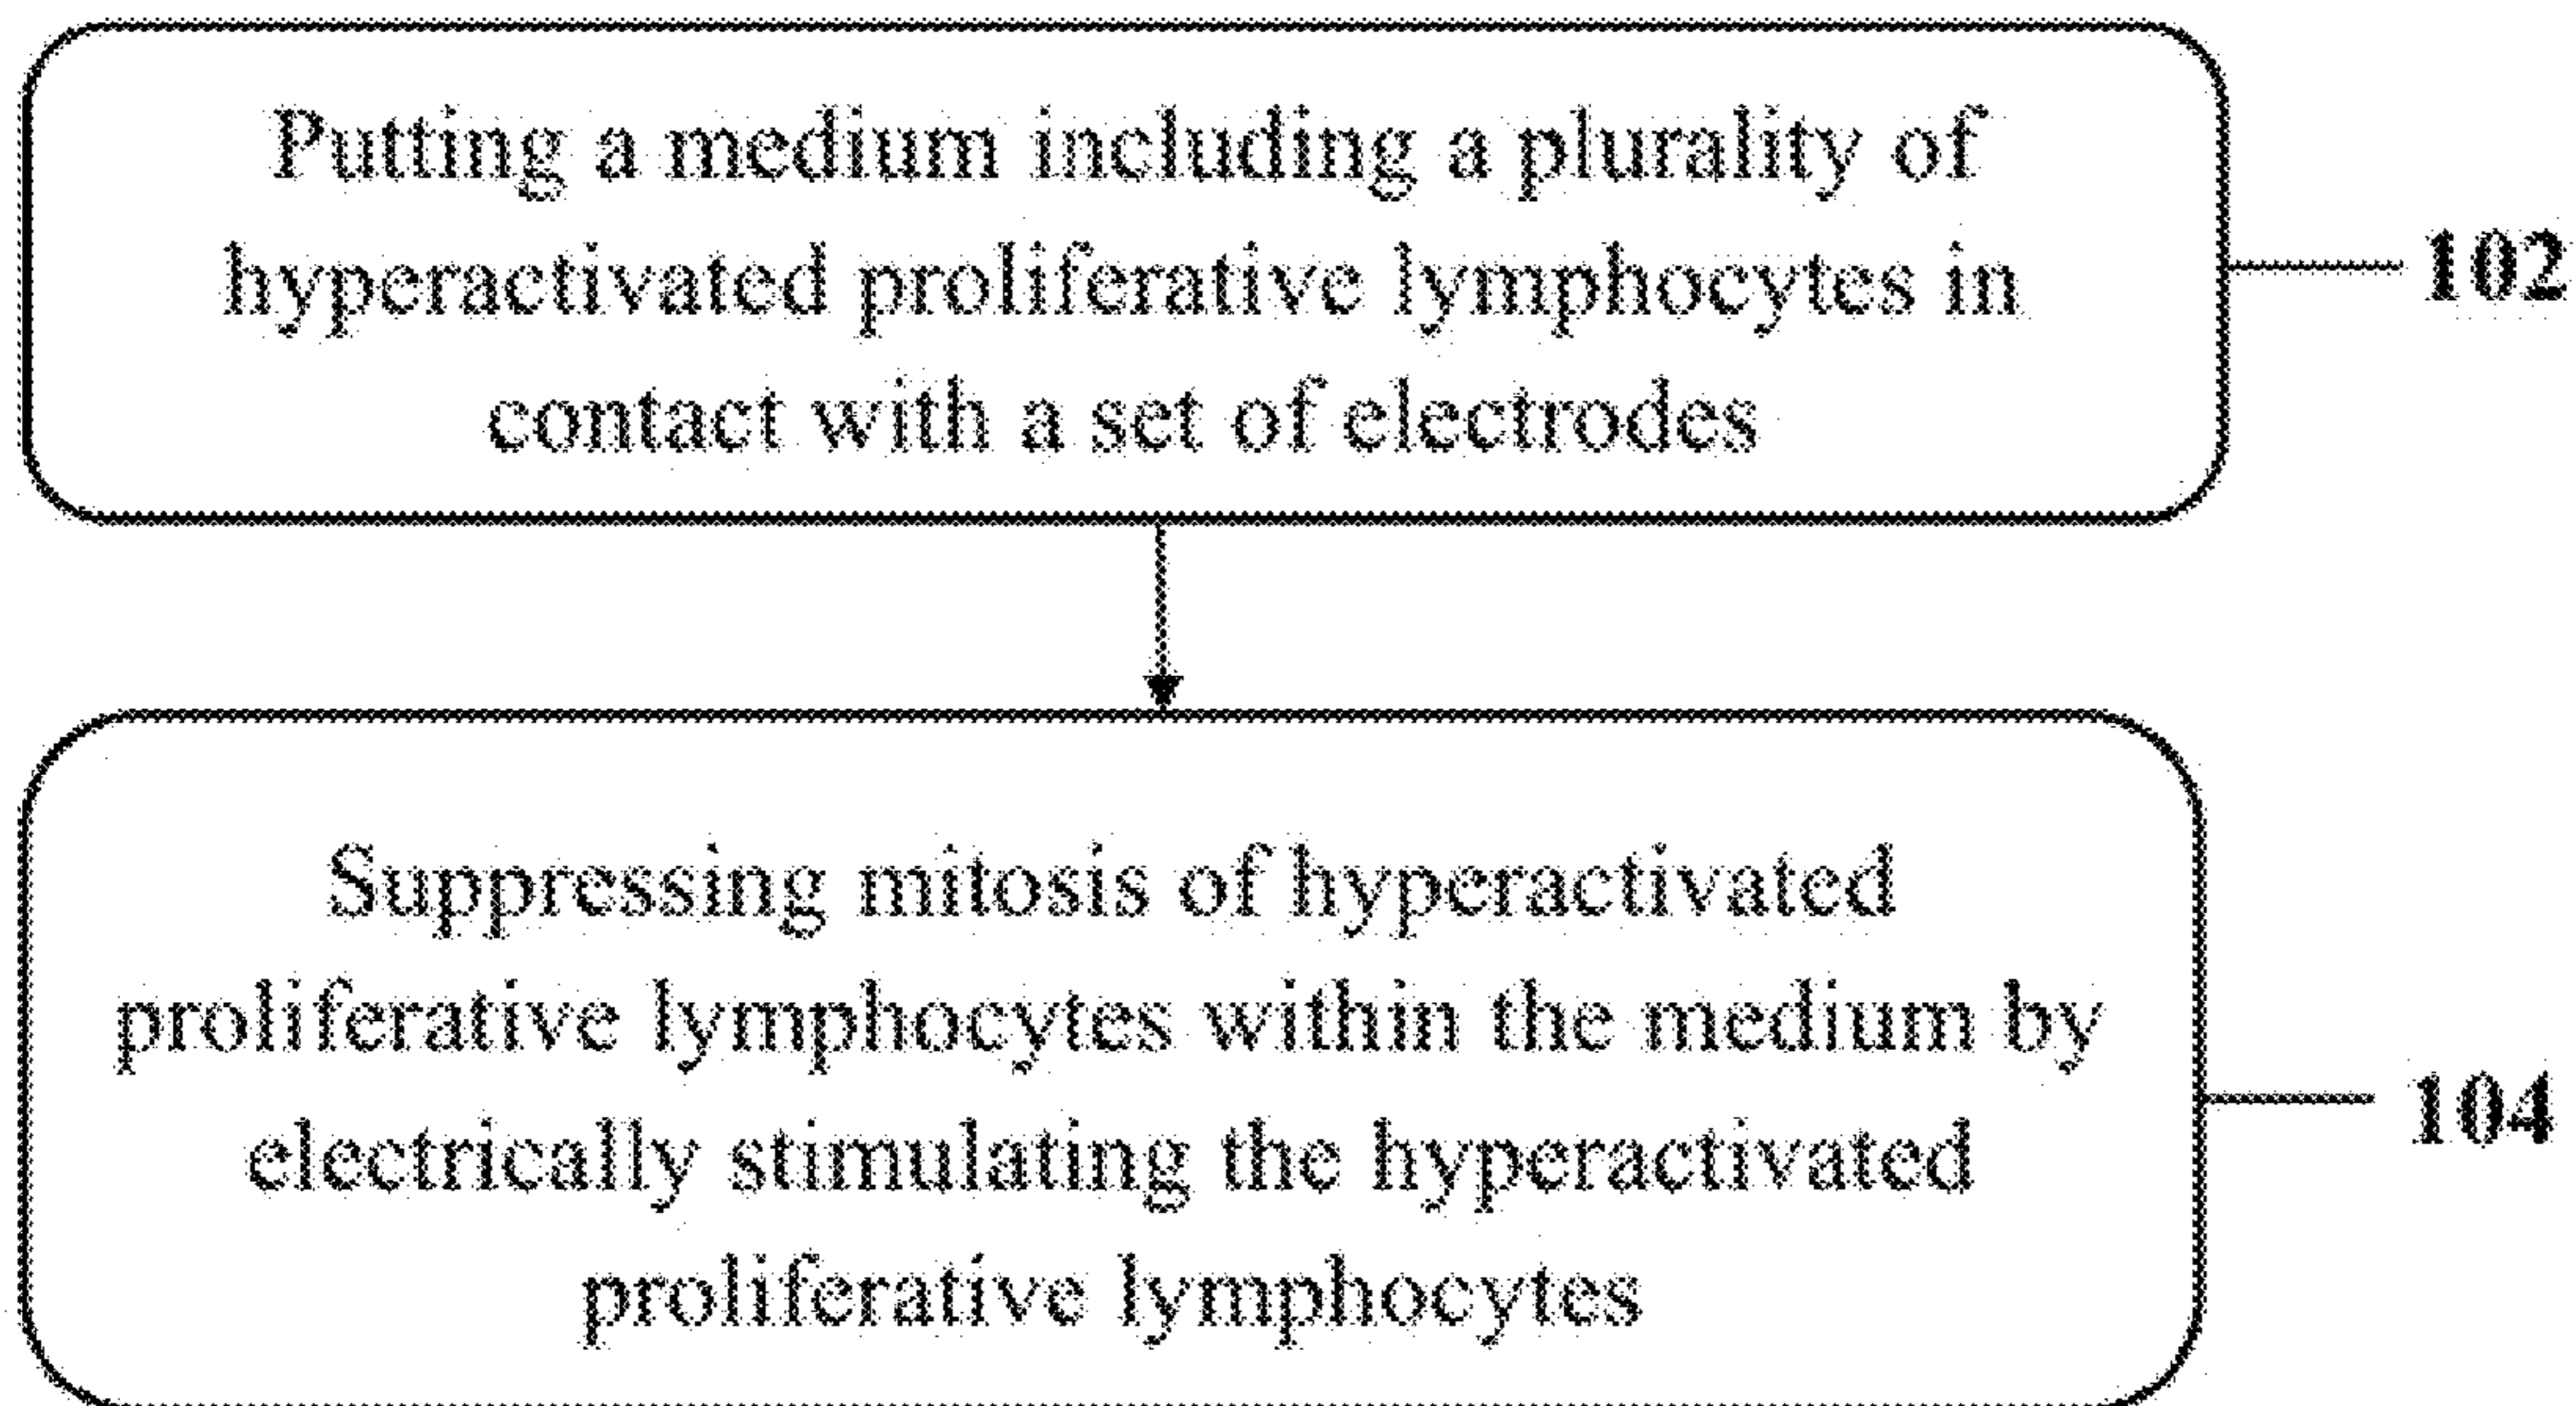 Putting a medium including a plurality of
hyperactivated proliferative lymphocytes in
contact with a set of electrodes
102
Suppressing mitosis of hyperactivated
proliferative lymphocytes within the medium by
electrically stimulating the hyperactivated
proliferative lymphocytes
104